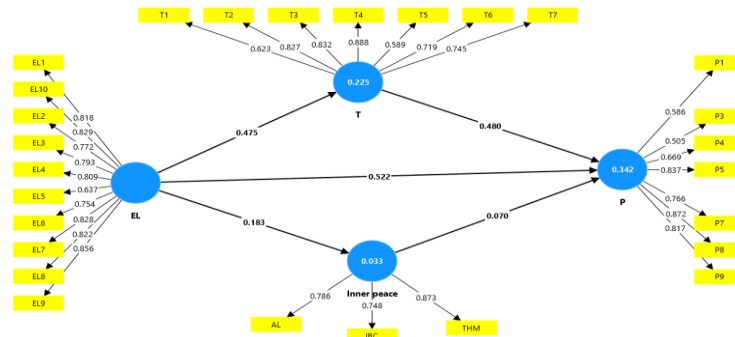 T1 T2 T3 T4 T5 T6 T7
0.623 0.827 0.832 0.888 0.589 0.719 0.745
0.225
T
EL1
EL10
EL2
EL3
EL4
EL5
EL6
EL7
EL8
EL9
0.818
0.829
0.772
0.793
0.809
0.637
0.754
0.828
0.822
0.856
EL
0.475
0.480
0.522
0.183
0.070
0.033
Inner peace
0.786
0.748
0.873
AL
THM
0.342
P
0.586
0.505
0.669
0.837
0.766
0.872
0.817
P1
P3
P4
P5
P7
P8
P9